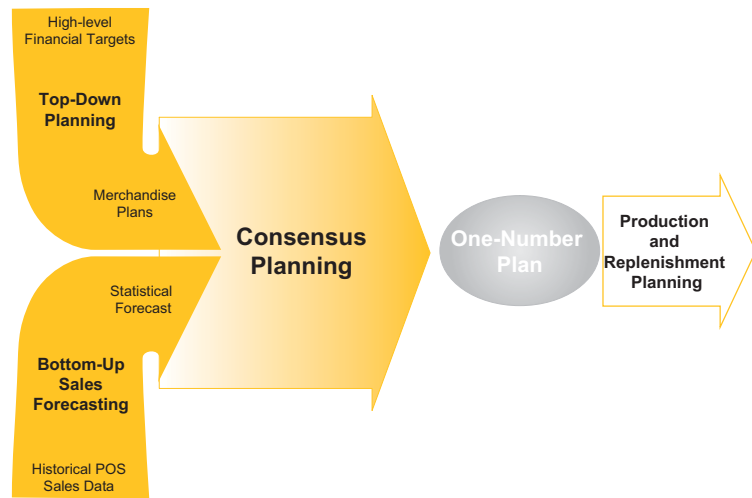 High-level
Financial Targets
Top-Down
Planning
Merchandise
Plans
Statistical
Forecast
Bottom-Up
Sales
Forecasting
Historical POS
Sales Data
Consensus
Planning
One-Number
Plan
Production
and
Replenishment
Planning